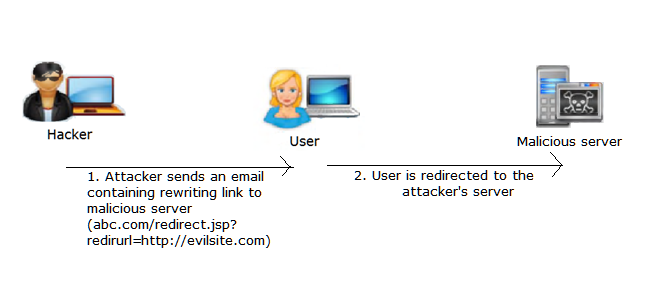 Hacker
User
Malicious server
1. Attacker sends an email
containing rewriting link to
malicious server
(abc.com/redirect.jsp?
redirurl=http://evilsite.com)
2. User is redirected to the
attacker's server